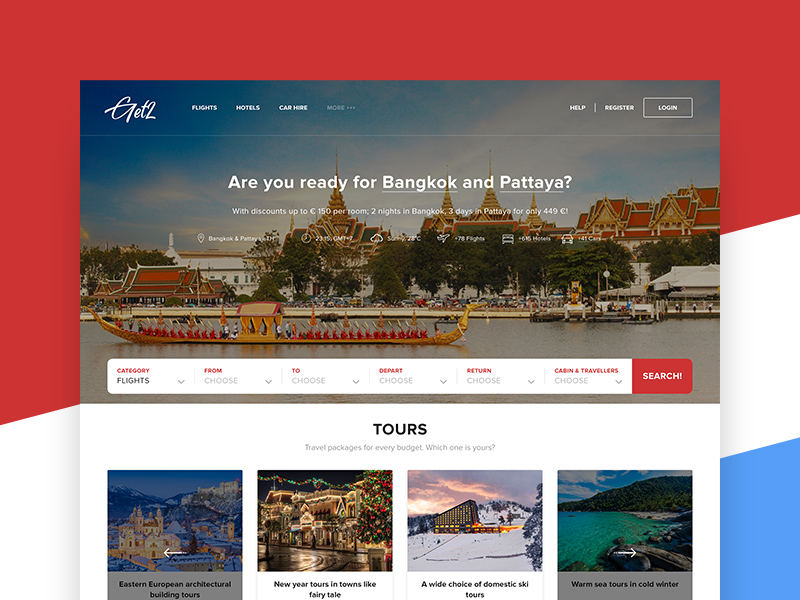 Get2
FLIGHTS
HOTELS
CAR HIRE
MORE •••
HELP
REGISTER
LOGIN
Are you ready for Bangkok and Pattaya?
With discounts up to € 150 per room; 2 nights in Bangkok, 3 days in Pattaya for only 449 €!
Bangkok & Pattaya, TH
23:15, GMT+7
Sunny, 28°C
+78 Flights
+616 Hotels
+41 Cars
CATEGORY
FLIGHTS
FROM
CHOOSE
TO
CHOOSE
DEPART
CHOOSE
RETURN
CHOOSE
CABIN & TRAVELLERS
CHOOSE
SEARCH!
TOURS
Travel packages for every budget. Which one is yours?
Eastern European architectural
building tours
New year tours in towns like
fairy tale
A wide choice of domestic ski
tours
Warm sea tours in cold winter